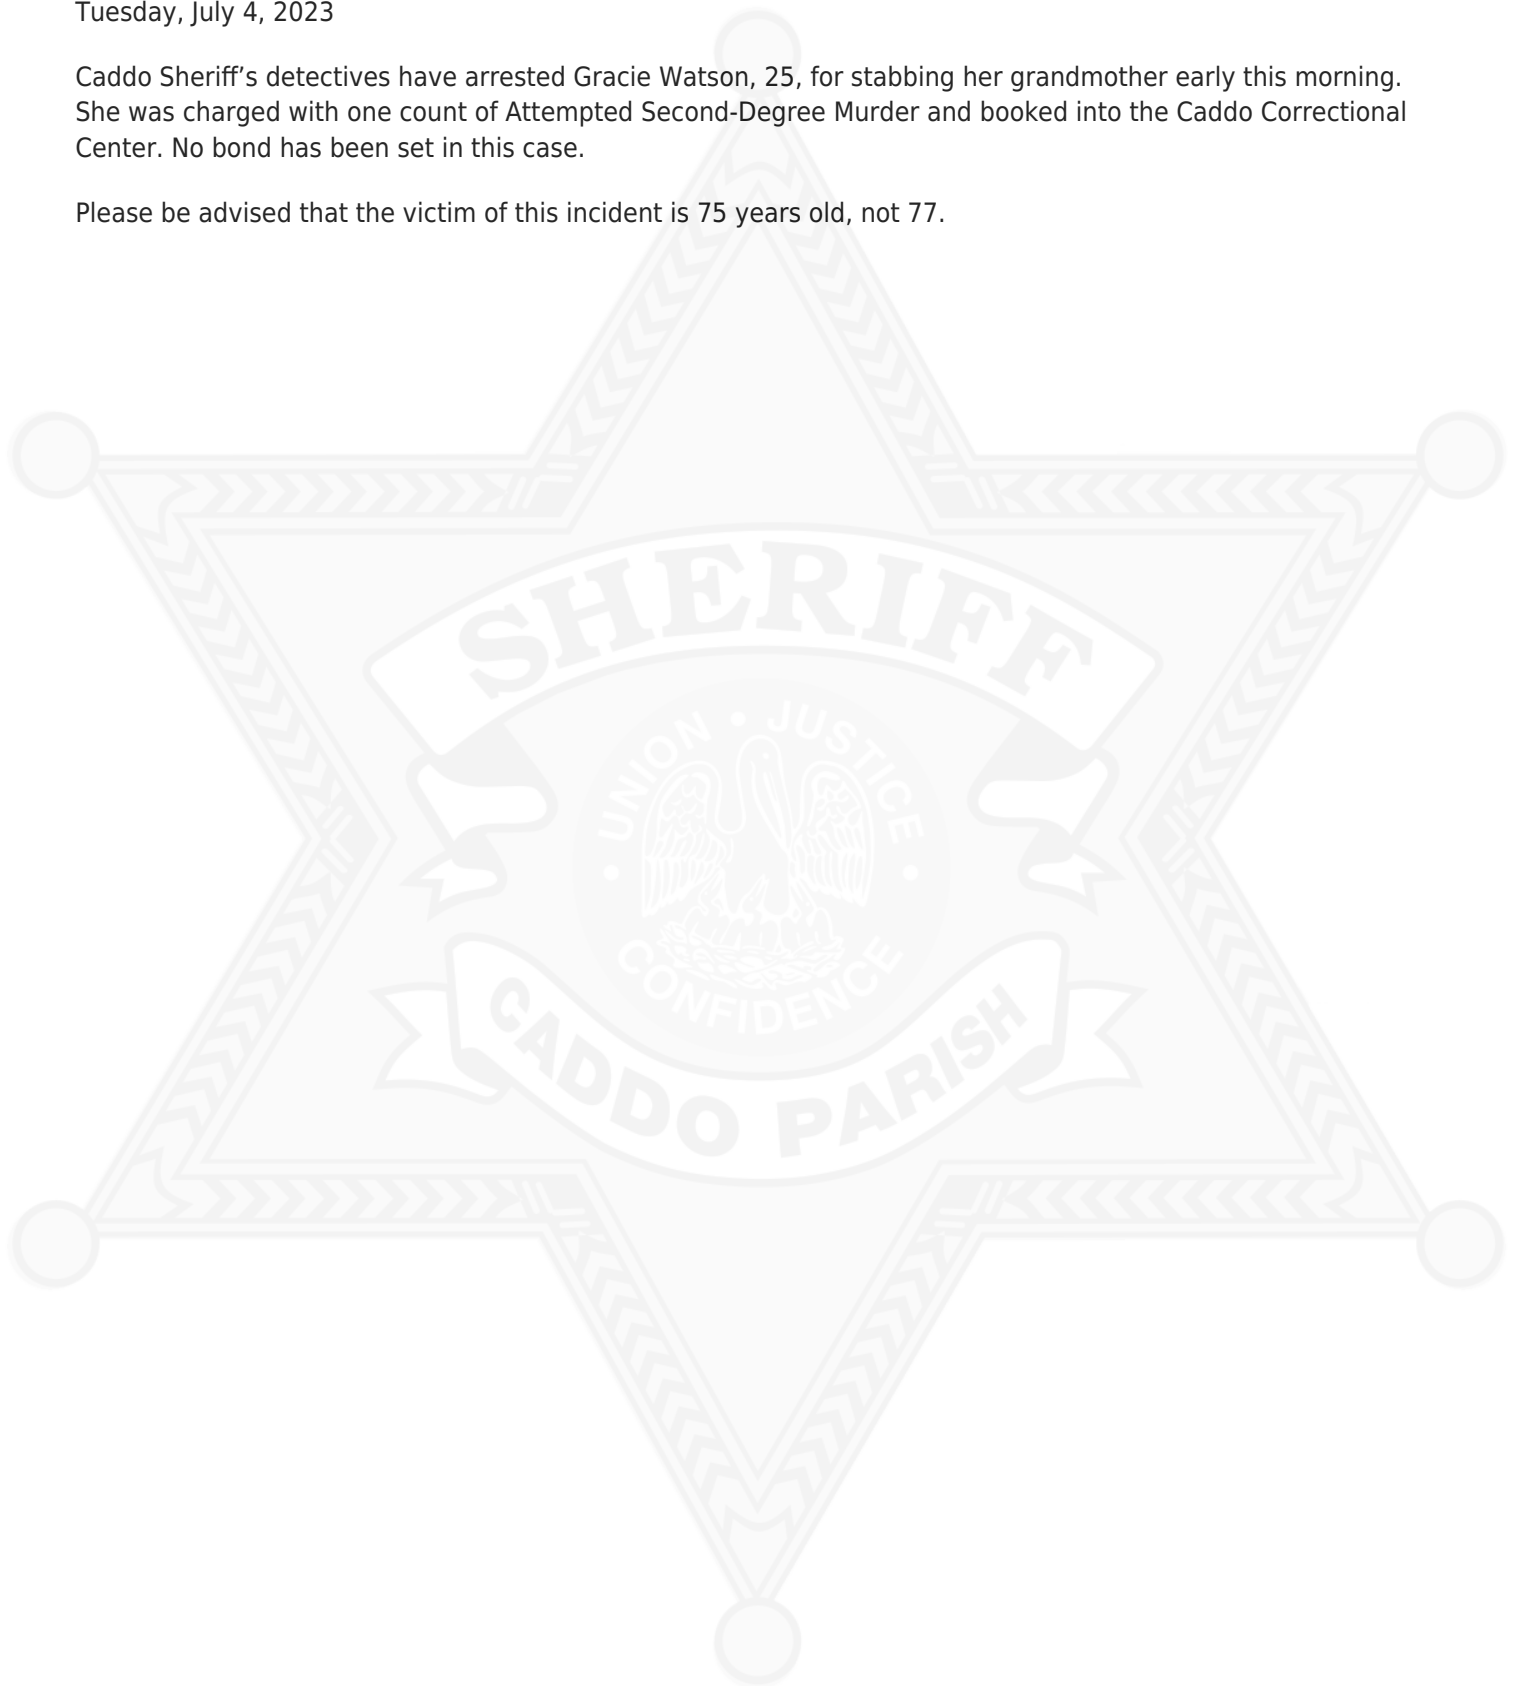 Tuesday, July 4, 2023
Caddo Sheriff’s detectives have arrested Gracie Watson, 25, for stabbing her grandmother early this morning.
She was charged with one count of Attempted Second-Degree Murder and booked into the Caddo Correctional
Center. No bond has been set in this case.
Please be advised that the victim of this incident is 75 years old, not 77.
SHERIFF
UNION • JUSTICE
• CONFIDENCE •
CADDO PARISH